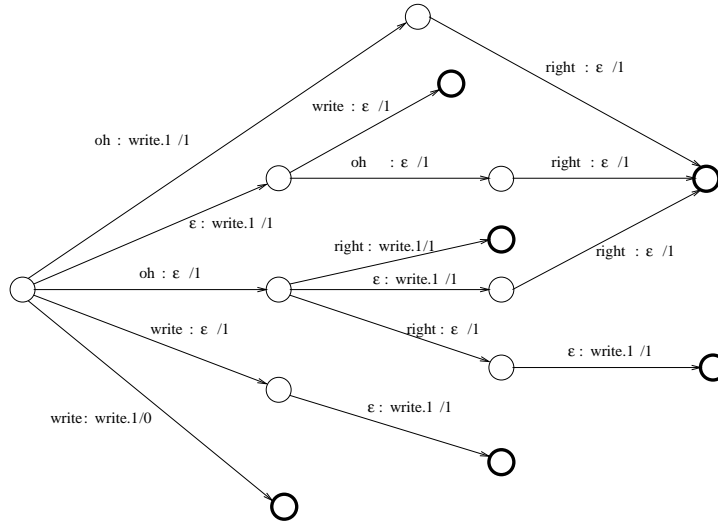 right : ε /1
write : ε /1
oh : write.1 /1
oh : ε /1
right : ε /1
ε : write.1 /1
right : write.1/1
right : ε /1
oh : ε /1
ε : write.1 /1
write : ε /1
right : ε /1
ε : write.1 /1
write: write.1/0
ε : write.1 /1